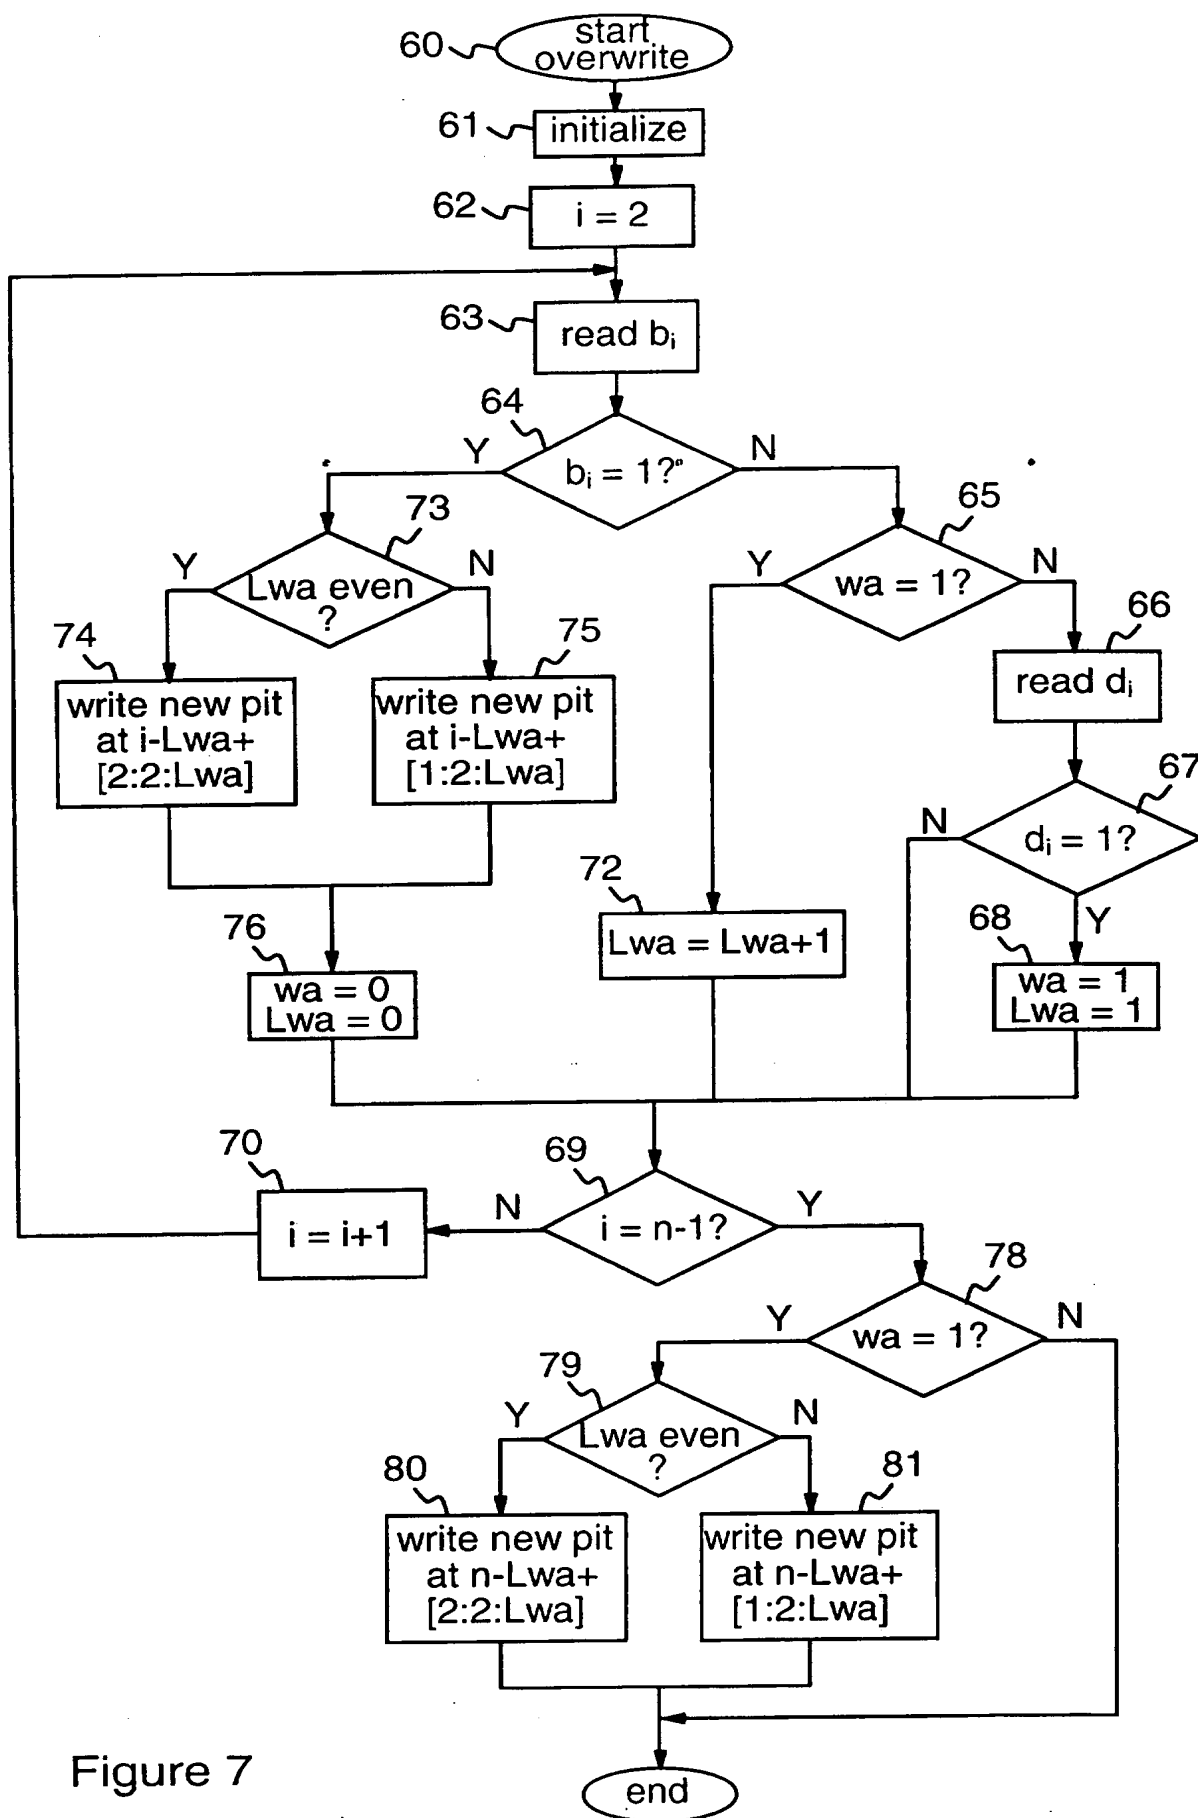 60
start
overwrite
61
initialize
62
i = 2
63
read bi
64
Y
bi = 1?
N
73
65
Y
Lwa even
?
N
Y
wa = 1?
N
74
75
66
write new pit
at i-Lwa+
[2:2:Lwa]
write new pit
at i-Lwa+
[1:2:Lwa]
read di
67
N
di = 1?
72
Y
76
Lwa = Lwa+1
68
wa = 0
Lwa = 0
wa = 1
Lwa = 1
70
69
N
i = n-1?
Y
i = i+1
78
Y
wa = 1?
N
79
Y
Lwa even
?
N
80
81
write new pit
at n-Lwa+
[2:2:Lwa]
write new pit
at n-Lwa+
[1:2:Lwa]
Figure 7
end